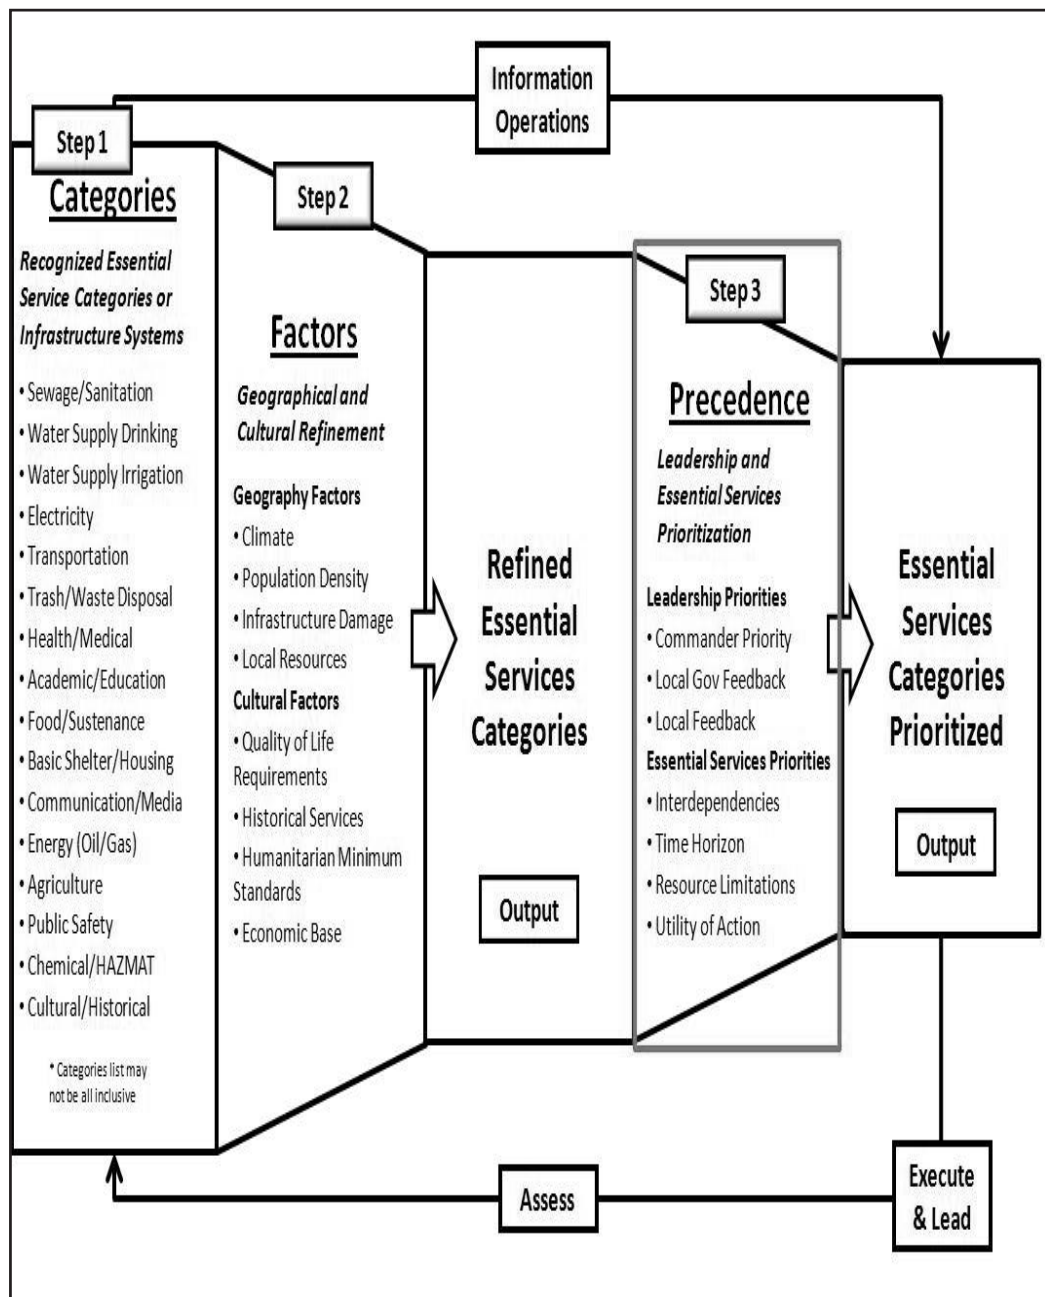 Information
Operations
Step 1
Categories
Recognized Essential
Service Categories or
Infrastructure Systems
• Sewage/Sanitation
• Water Supply Drinking
• Water Supply Irrigation
• Electricity
• Transportation
• Trash/Waste Disposal
• Health/Medical
• Academic/Education
• Food/Sustenance
• Basic Shelter/Housing
• Communication/Media
• Energy (Oil/Gas)
• Agriculture
• Public Safety
• Chemical/HAZMAT
• Cultural/Historical
* Categories list may
not be all inclusive
Step 2
Factors
Geographical and
Cultural Refinement
Geography Factors
• Climate
• Population Density
• Infrastructure Damage
• Local Resources
Cultural Factors
• Quality of Life
Requirements
• Historical Services
• Humanitarian Minimum
Standards
• Economic Base
Refined
Essential
Services
Categories
Output
Step 3
Precedence
Leadership and
Essential Services
Prioritization
Leadership Priorities
• Commander Priority
• Local Gov Feedback
• Local Feedback
Essential Services Priorities
• Interdependencies
• Time Horizon
• Resource Limitations
• Utility of Action
Essential
Services
Categories
Prioritized
Output
Execute
& Lead
Assess